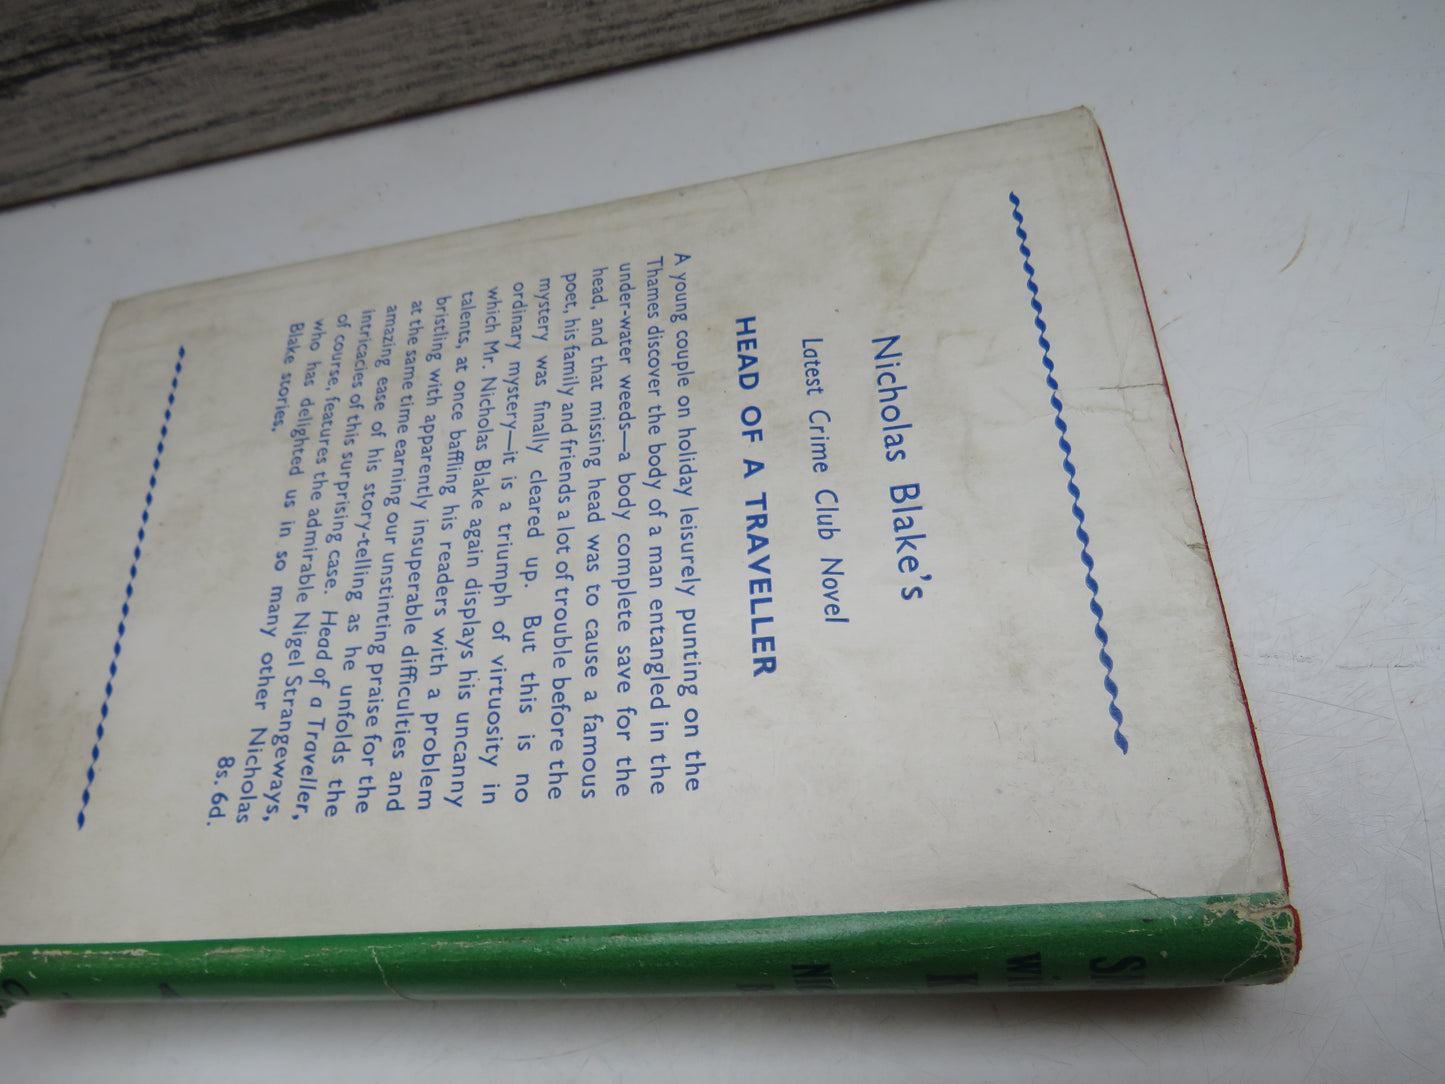 Nicholas Blake's
Latest Crime Club Novel
HEAD OF A TRAVELLER
A young couple on holiday leisurely punting on the
Thames discover the body of a man entangled in the
under-water weeds—a body complete save for the
head, and that missing head was to cause a famous
poet, his family and friends a lot of trouble before the
mystery was finally cleared up. But this is no
ordinary mystery—it is a triumph of virtuosity in
which Mr. Nicholas Blake again displays his uncanny
talents, at once baffling his readers with a problem
bristling with apparently insuperable difficulties and
at the same time earning our unstinting praise for the
amazing ease of his story-telling as he unfolds the
intricacies of this surprising case. Head of a Traveller,
of course, features the admirable Nigel Strangeways,
who has delighted us in so many other Nicholas
Blake stories.
8s. 6d.